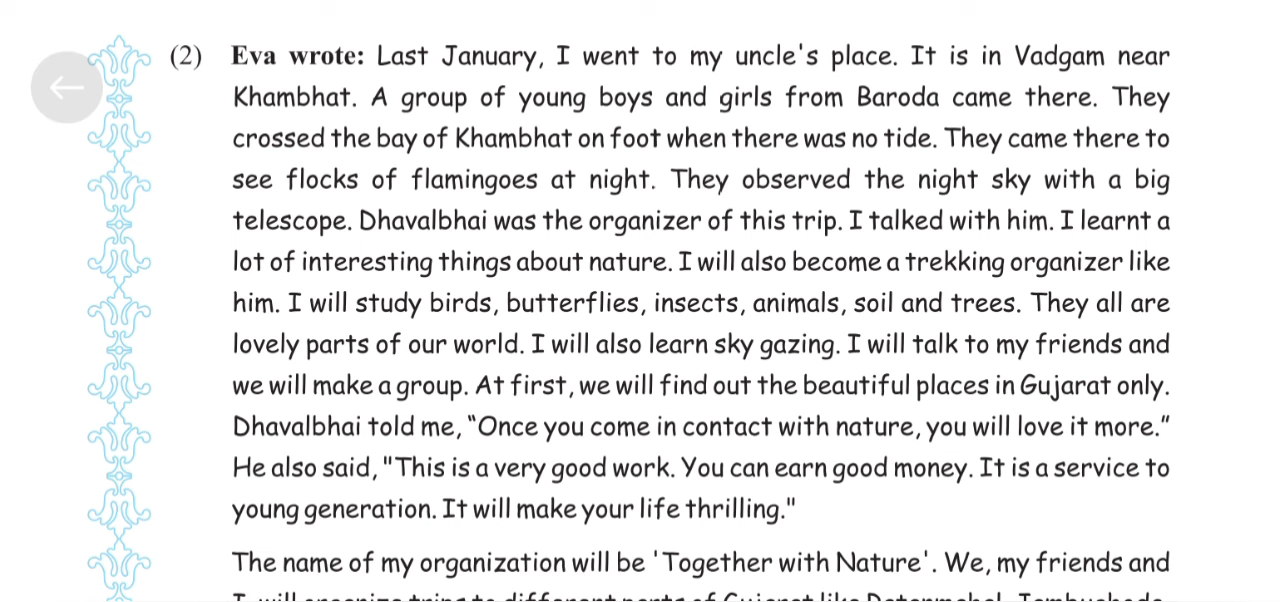 (2) Eva wrote: Last January, I went to my uncle's place. It is in Vadgam near
Khambhat. A group of young boys and girls from Baroda came there. They
crossed the bay of Khambhat on foot when there was no tide. They came there to
see flocks of flamingoes at night. They observed the night sky with a big
telescope. Dhavalbhai was the organizer of this trip. I talked with him. I learnt a
lot of interesting things about nature. I will also become a trekking organizer like
him. I will study birds, butterflies, insects, animals, soil and trees. They all are
lovely parts of our world. I will also learn sky gazing. I will talk to my friends and
we will make a group. At first, we will find out the beautiful places in Gujarat only.
Dhavalbhai told me, “Once you come in contact with nature, you will love it more.”
He also said, "This is a very good work. You can earn good money. It is a service to
young generation. It will make your life thrilling."
The name of my organization will be 'Together with Nature'. We, my friends and
I will organize trips to different parts of Gujarat like